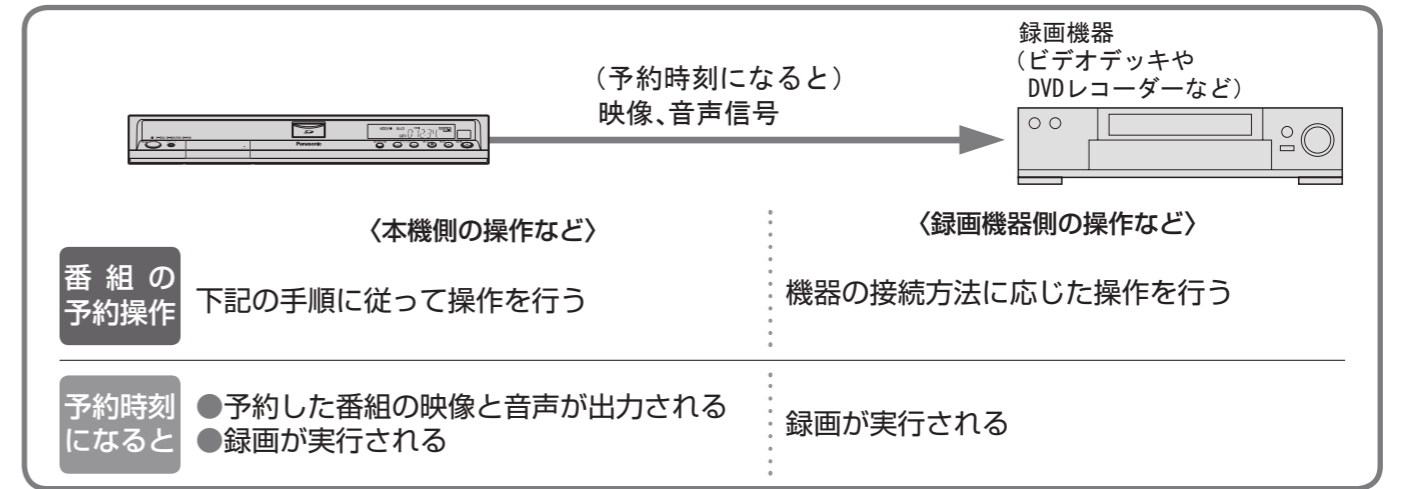 録画機器
（ビデオデッキや
DVDレコーダーなど）
（予約時刻になると）
映像、音声信号
Panasonic
〈本機側の操作など〉
〈録画機器側の操作など〉
番組の
予約操作
下記の手順に従って操作を行う
機器の接続方法に応じた操作を行う
予約時刻
になると
●予約した番組の映像と音声が出力される
●録画が実行される
録画が実行される